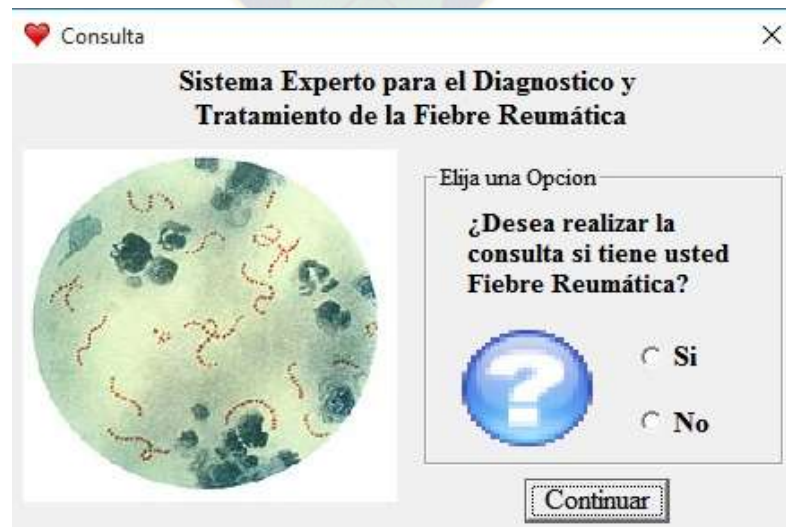 Consulta
Sistema Experto para el Diagnostico y
Tratamiento de la Fiebre Reumática
Elija una Opcion
¿Desea realizar la
consulta si tiene usted
Fiebre Reumática?
Si
No
Continuar